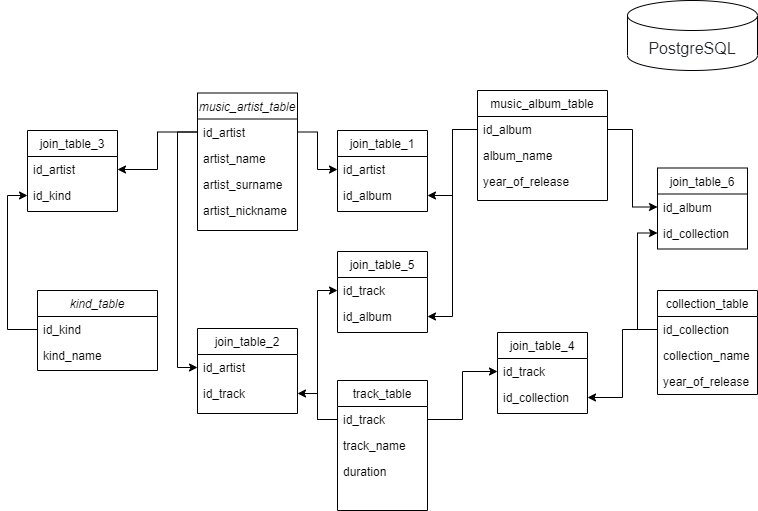 PostgreSQL
music_artist_table
id_artist
artist_name
artist_surname
artist_nickname
music_album_table
id_album
album_name
year_of_release
join_table_3
id_artist
id_kind
join_table_1
id_artist
id_album
join_table_6
id_album
id_collection
join_table_5
id_track
id_album
kind_table
id_kind
kind_name
collection_table
id_collection
collection_name
year_of_release
join_table_2
id_artist
id_track
join_table_4
id_track
id_collection
track_table
id_track
track_name
duration